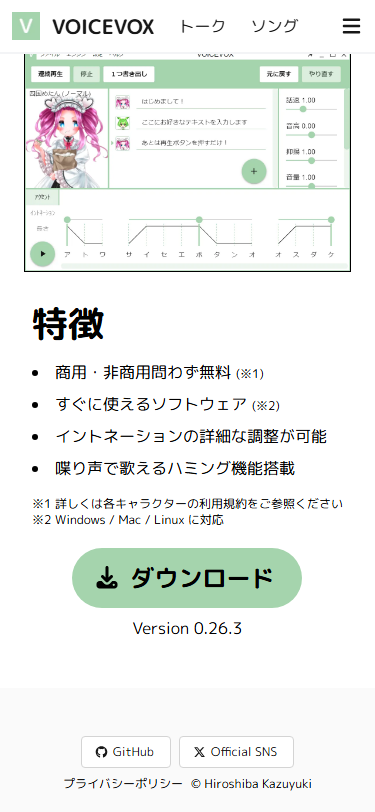 V VOICEVOX トーク ソング
VOICEVOX
連続再生 停止 1つ書き出し 元に戻す やり直す
四国めたん (ノーマル)
はじめまして！
ここにお好きなテキストを入力します
あとは再生ボタンを押すだけ！
話速 1.00
音高 0.00
抑揚 1.00
音量 1.00
アクセント
イントネーション
長さ
ア ト ワ サ イ セ エ ボ タ ン オ オ ス ダ ケ
特徴
商用・非商用問わず無料 (※1)
すぐに使えるソフトウェア (※2)
イントネーションの詳細な調整が可能
喋り声で歌えるハミング機能搭載
※1 詳しくは各キャラクターの利用規約をご参照ください
※2 Windows / Mac / Linux に対応
ダウンロード
Version 0.26.3
GitHub Official SNS
プライバシーポリシー © Hiroshiba Kazuyuki